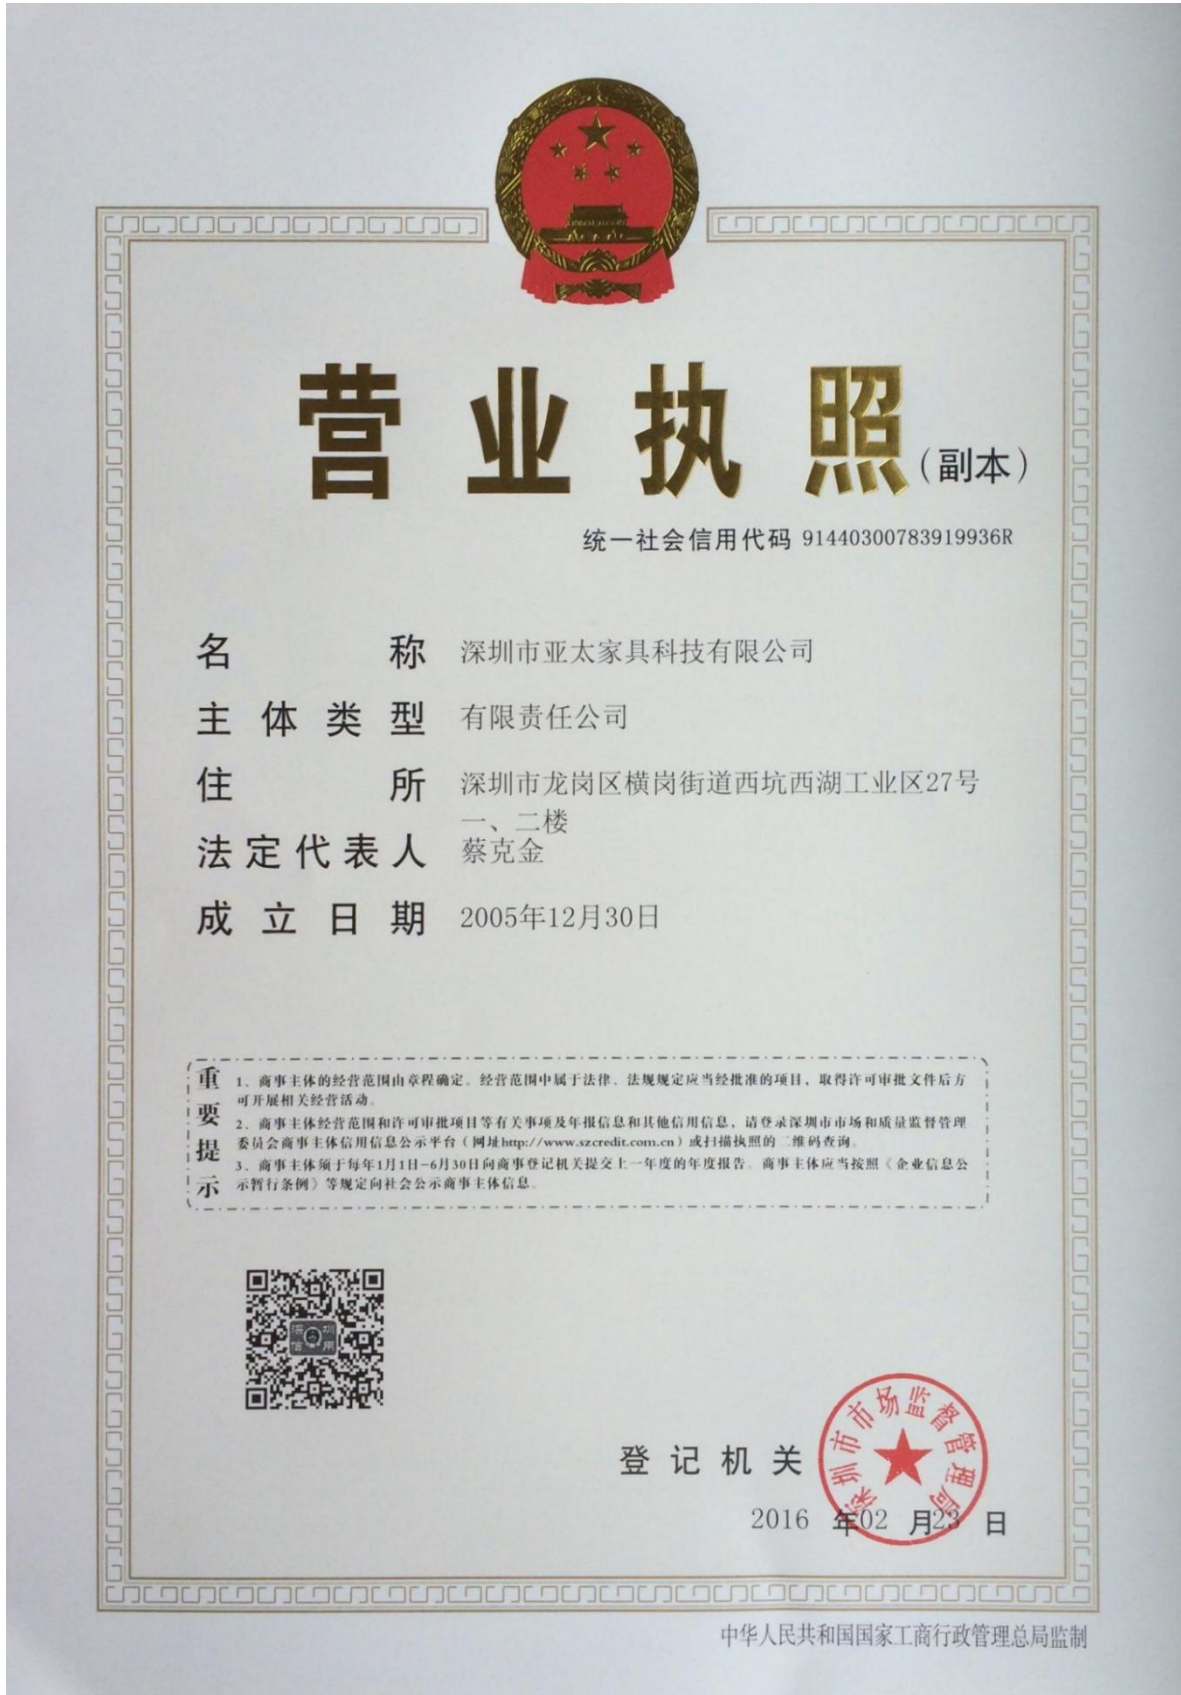 营业执照(副本)
统一社会信用代码 91440300783919936R
名称 深圳市亚太家具科技有限公司
主体类型 有限责任公司
住所 深圳市龙岗区横岗街道西坑西湖工业区27号
一、二楼
法定代表人 蔡克金
成立日期 2005年12月30日
重要提示
1、商事主体的经营范围由章程确定。经营范围中属于法律、法规规定应当经批准的项目，取得许可审批文件后方
可开展相关经营活动。
2、商事主体经营范围和许可审批项目等有关事项及年报信息和其他信用信息，请登录深圳市市场和质量监督管理
委员会商事主体信用信息公示平台（网址http://www.szcredit.com.cn）或扫描执照的二维码查询。
3、商事主体须于每年1月1日-6月30日向商事登记机关提交上一年度的年度报告。商事主体应当按照《企业信息公
示暂行条例》等规定向社会公示商事主体信息。
深圳
信用
登记机关
深圳市市场监督管理局
2016 年02 月23 日
中华人民共和国国家工商行政管理总局监制